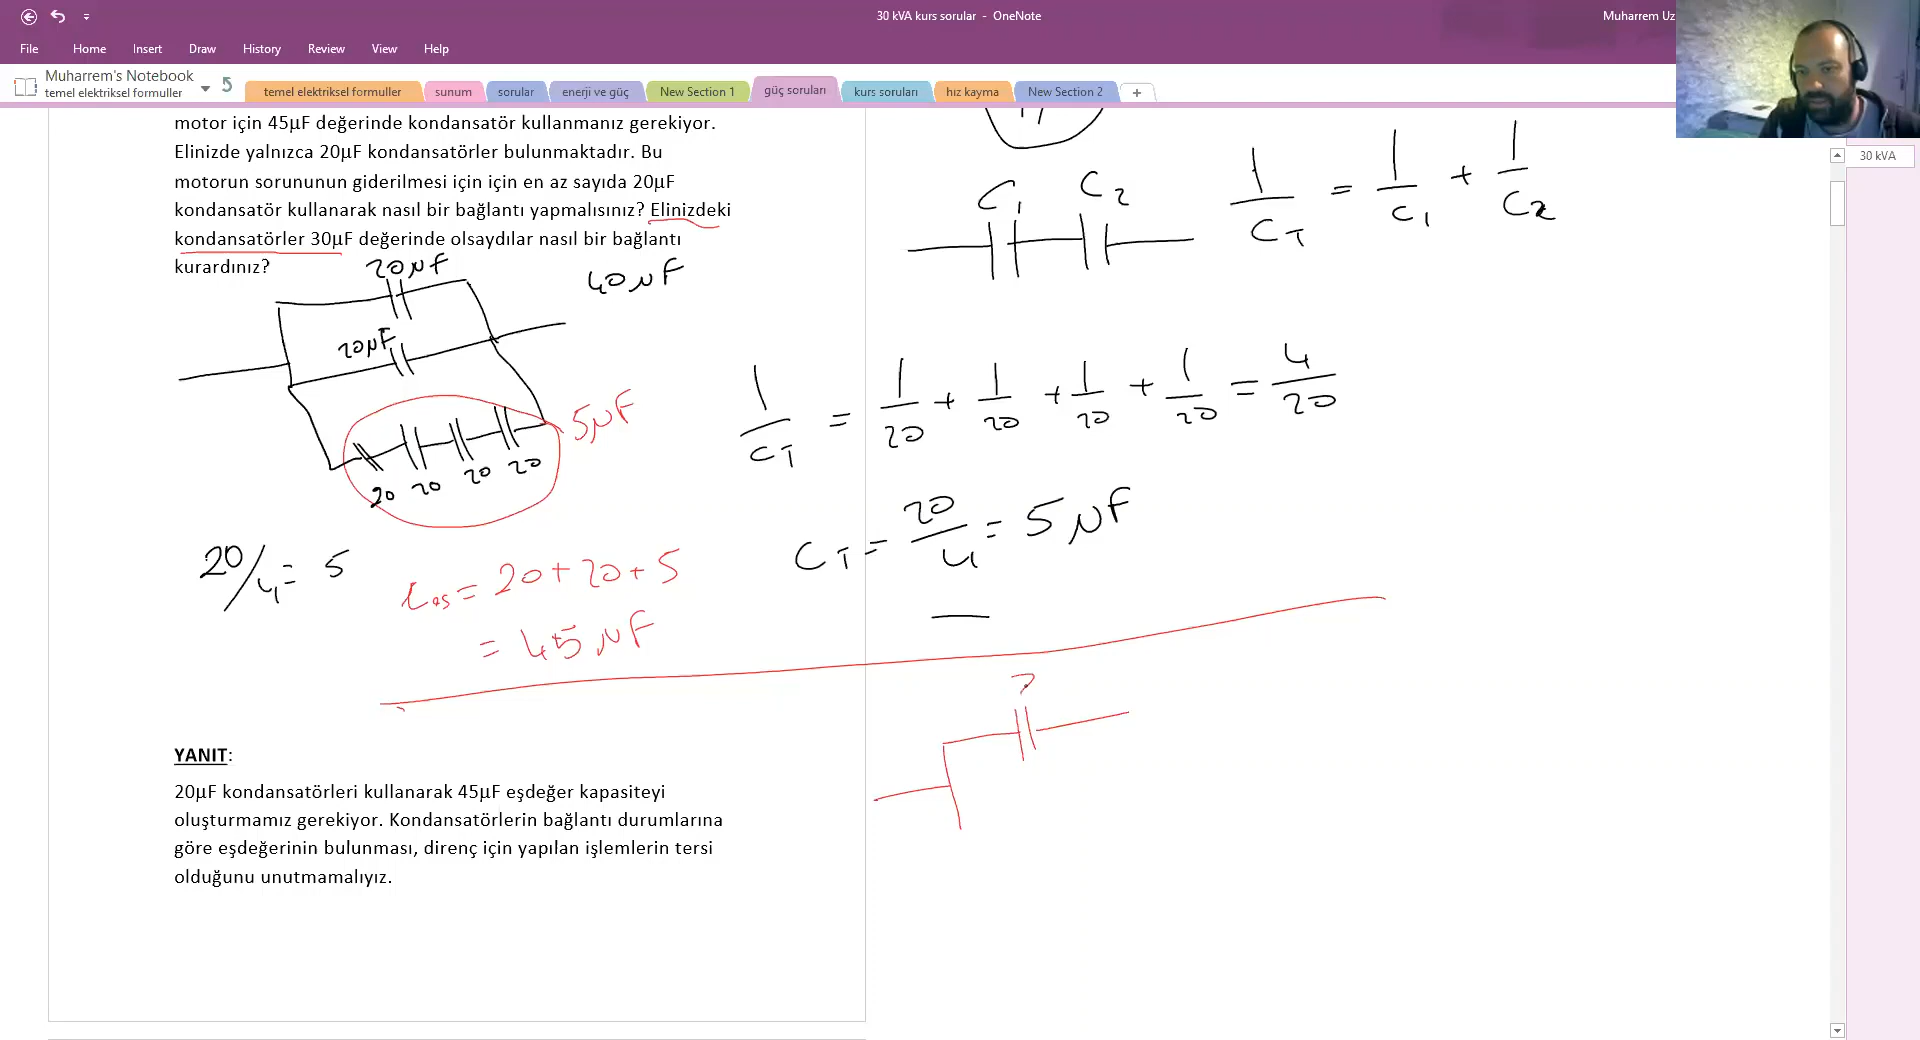 30 kVA kurs sorular - OneNote
Muharrem Uz
File Home Insert Draw History Review View Help
Muharrem's Notebook
temel elektriksel formuller
temel elektriksel formuller sunum sorular enerji ve güç New Section 1 güç soruları kurs soruları hız kayma New Section 2 +
30 kVA
motor için 45µF değerinde kondansatör kullanmanız gerekiyor.
Elinizde yalnızca 20µF kondansatörler bulunmaktadır. Bu
motorun sorununun giderilmesi için için en az sayıda 20µF
kondansatör kullanarak nasıl bir bağlantı yapmalısınız? Elinizdeki
kondansatörler 30µF değerinde olsaydılar nasıl bir bağlantı
kurardınız?
20µF
40µF
20µF
5µF
20 20 20 20
20/4 = 5
= 20 + 20 + 5
= 45µF
C1 C2
1/CT = 1/C1 + 1/C2
1/CT = 1/20 + 1/20 + 1/20 + 1/20 = 4/20
CT = 20/4 = 5µF
?
YANIT:
20µF kondansatörleri kullanarak 45µF eşdeğer kapasiteyi
oluşturmamız gerekiyor. Kondansatörlerin bağlantı durumlarına
göre eşdeğerinin bulunması, direnç için yapılan işlemlerin tersi
olduğunu unutmamalıyız.